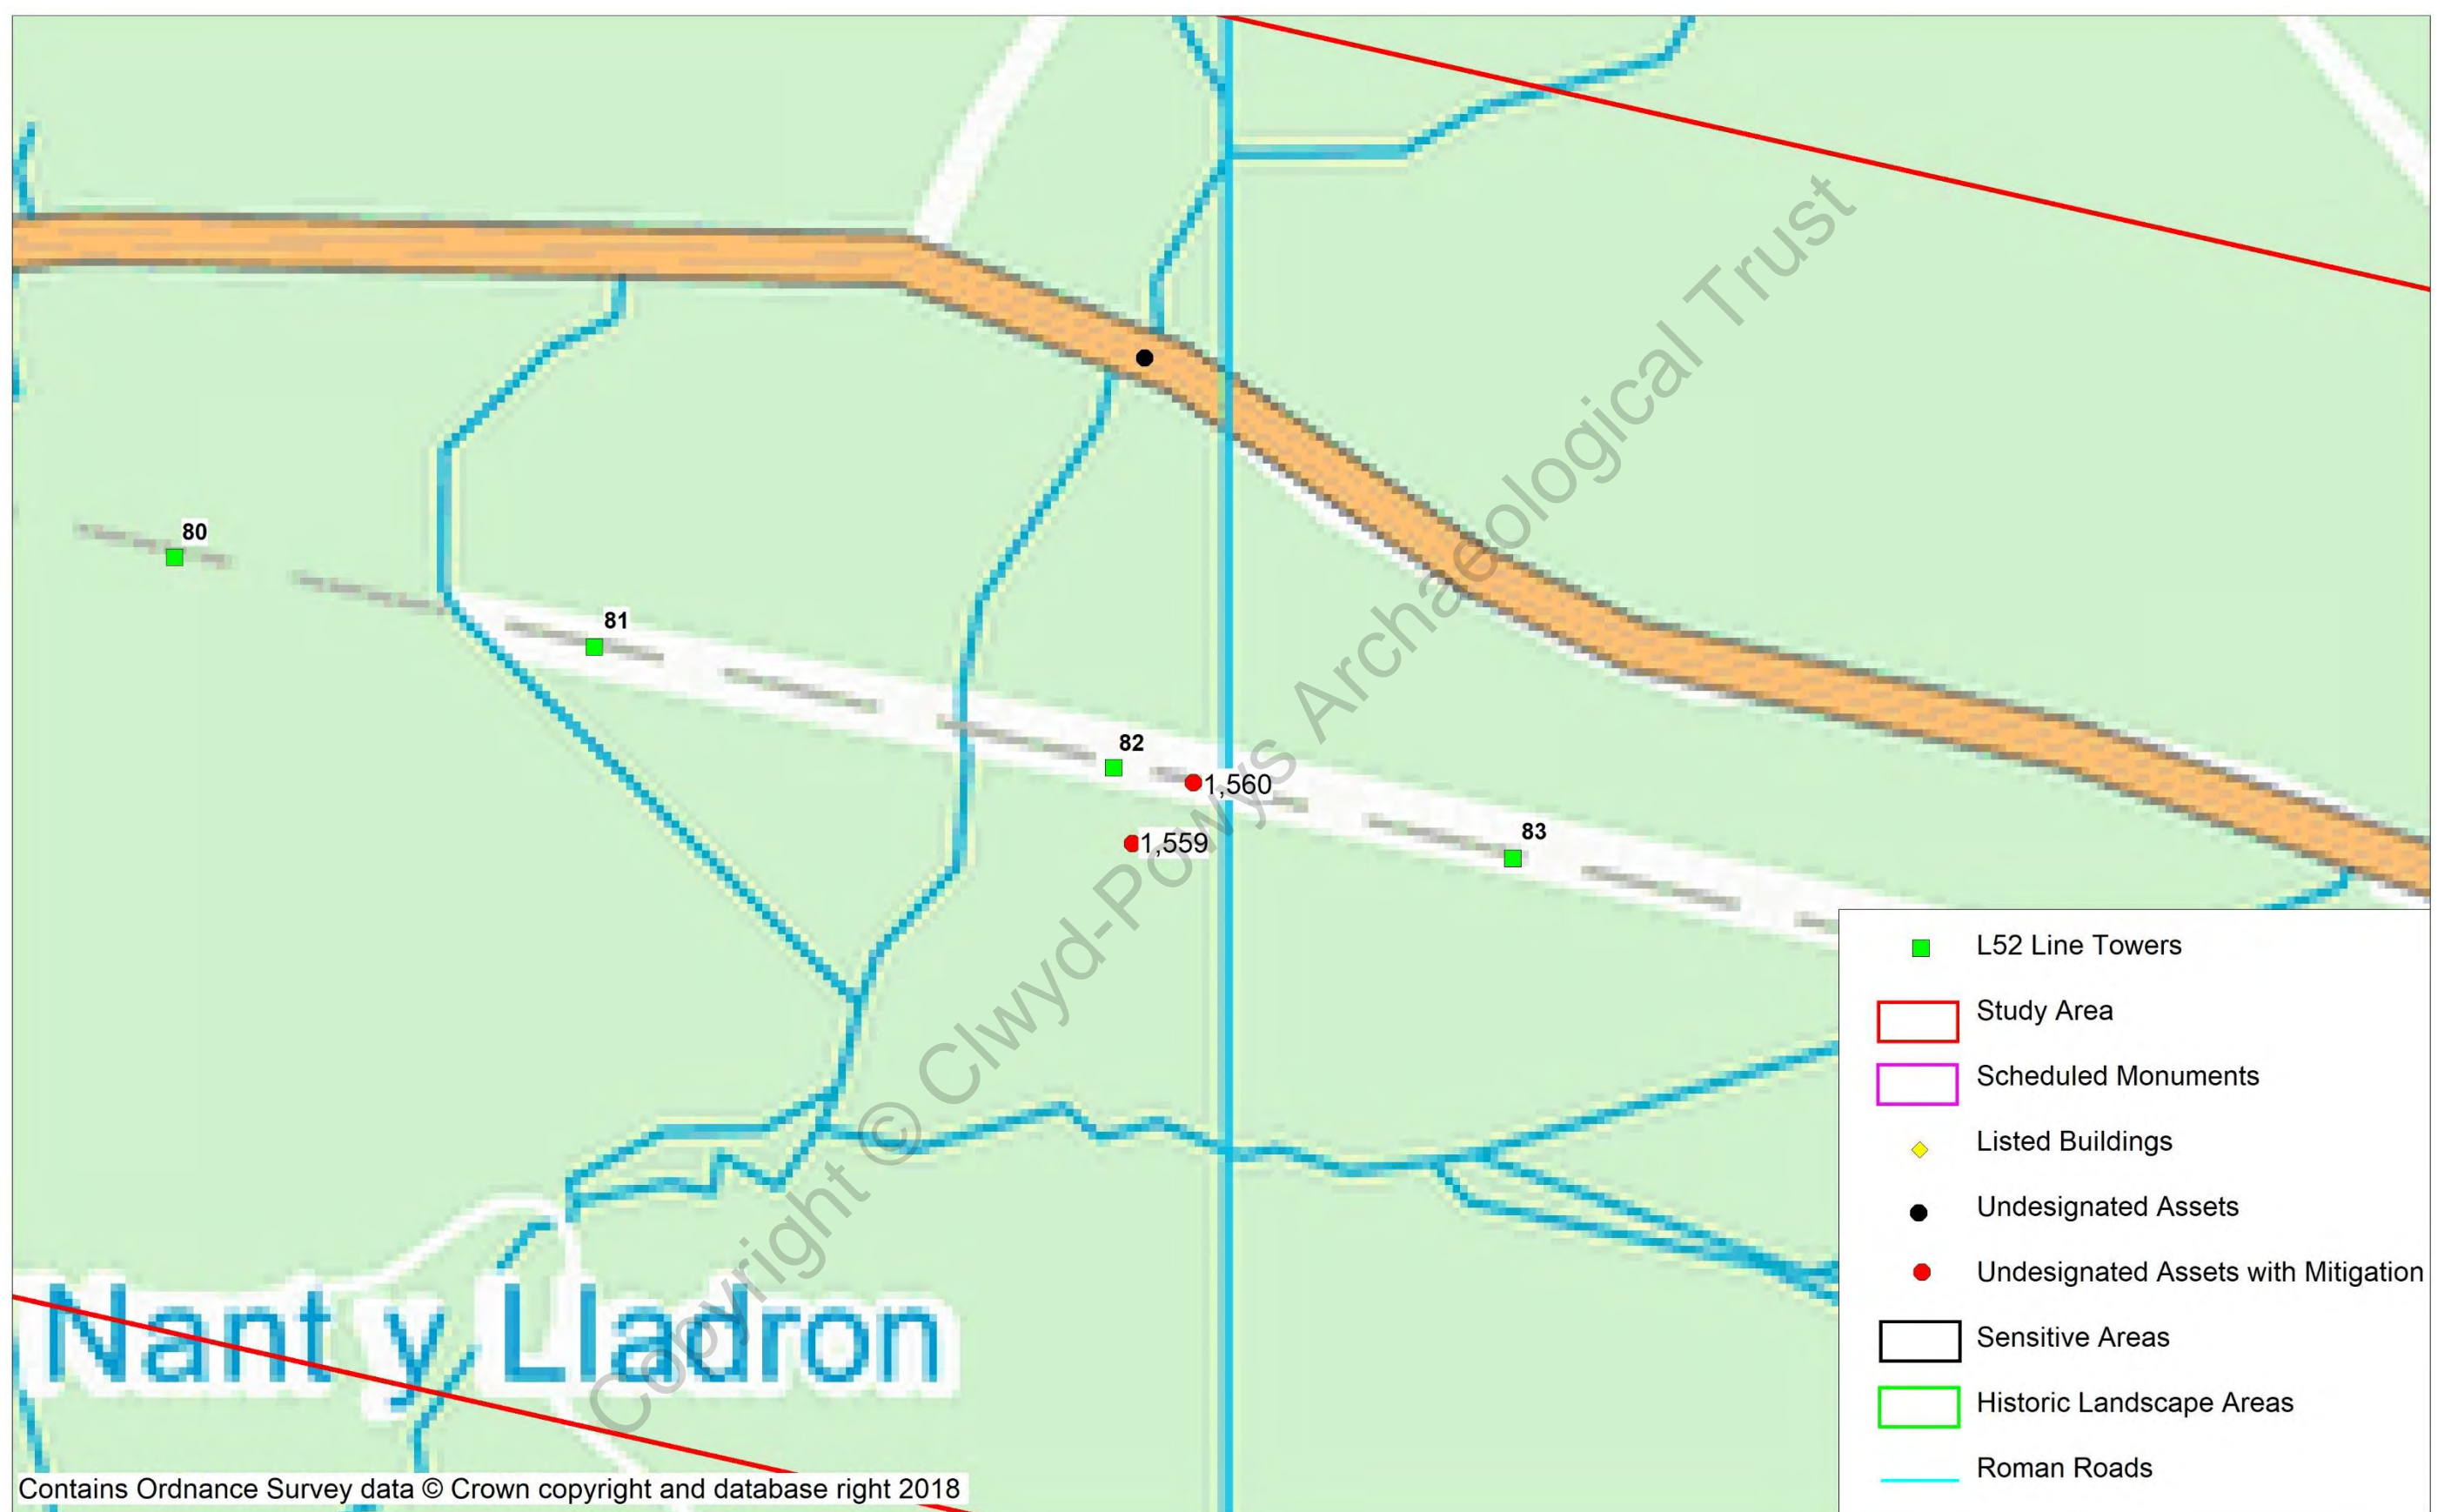 80
81
82
1,560
1,559
83
Nant y Lladron
L52 Line Towers
Study Area
Scheduled Monuments
Listed Buildings
Undesignated Assets
Undesignated Assets with Mitigation
Sensitive Areas
Historic Landscape Areas
Roman Roads
Copyright © Clwyd-Powys Archaeological Trust
Contains Ordnance Survey data © Crown copyright and database right 2018